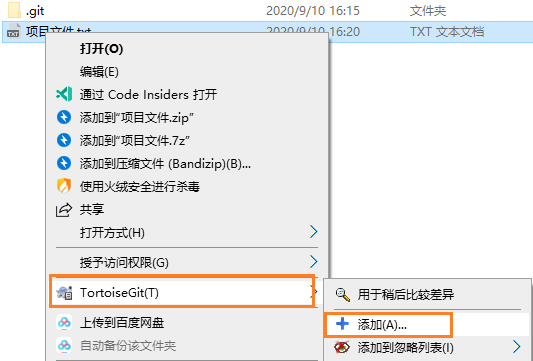 .git 2020/9/10 16:15 文件夹
项目文件.txt 2020/9/10 16:20 TXT 文本文档
打开(O)
编辑(E)
通过 Code Insiders 打开
添加到“项目文件.zip”
添加到“项目文件.7z”
添加到压缩文件 (Bandizip)(B)...
使用火绒安全进行杀毒
共享
打开方式(H)
授予访问权限(G)
TortoiseGit(T)
用于稍后比较差异
上传到百度网盘
添加(A)...
自动备份该文件夹
添加到忽略列表(I)